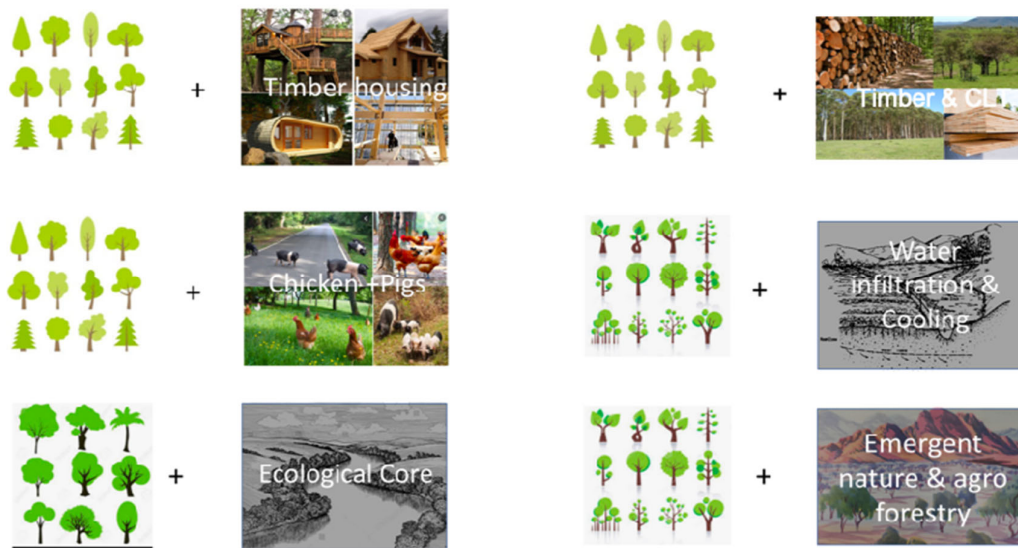 +
Timber housing
+
Timber & CLT
+
Chicken +Pigs
+
Water
infiltration &
Cooling
+
Ecological Core
+
Emergent
nature & agro
forestry